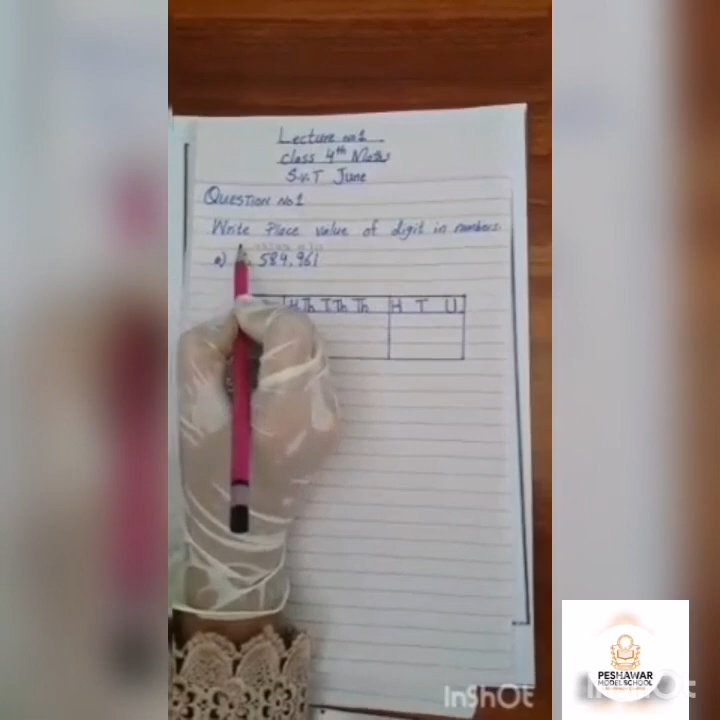 Lecture no 1
Class 4th Maths
S.v.T June
QUESTION No 1
Write Place value of digit in numbers.
a) 584,961
H Th T.Th Th H T U
InShOt
PESHAWAR
MODEL SCHOOL